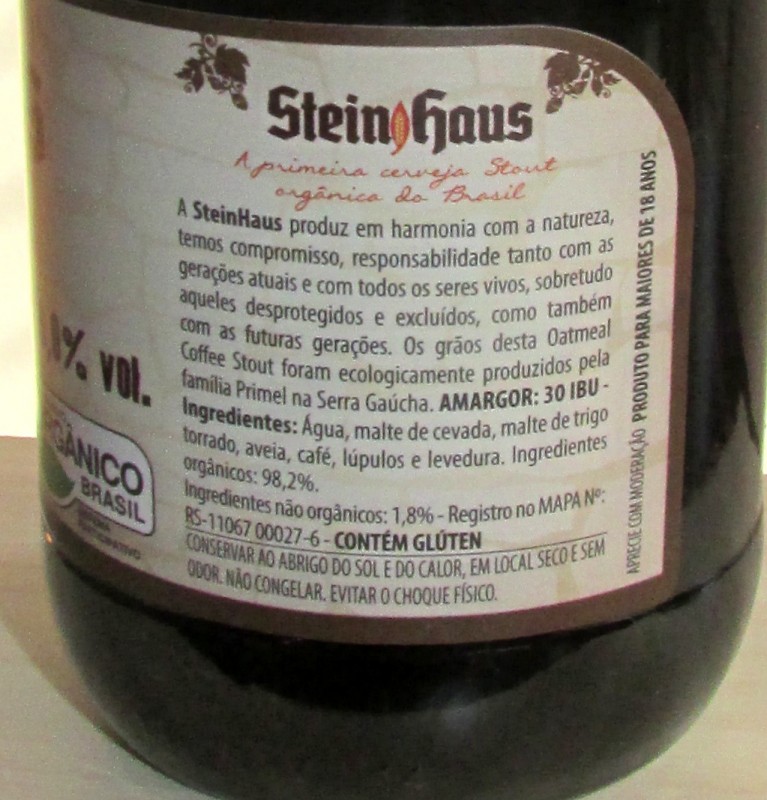 Stein Haus
A primeira cerveja Stout
orgânica do Brasil
A SteinHaus produz em harmonia com a natureza,
temos compromisso, responsabilidade tanto com as
gerações atuais e com todos os seres vivos, sobretudo
aqueles desprotegidos e excluídos, como também
com as futuras gerações. Os grãos desta Oatmeal
Coffee Stout foram ecologicamente produzidos pela
família Primel na Serra Gaúcha. AMARGOR: 30 IBU -
Ingredientes: Água, malte de cevada, malte de trigo
torrado, aveia, café, lúpulos e levedura. Ingredientes
orgânicos: 98,2%.
Ingredientes não orgânicos: 1,8% - Registro no MAPA Nº:
RS-11067 00027-6 - CONTÉM GLÚTEN
CONSERVAR AO ABRIGO DO SOL E DO CALOR, EM LOCAL SECO E SEM
ODOR. NÃO CONGELAR. EVITAR O CHOQUE FÍSICO.
APRECIE COM MODERAÇÃO PRODUTO PARA MAIORES DE 18 ANOS
% vol.
GÂNICO
BRASIL